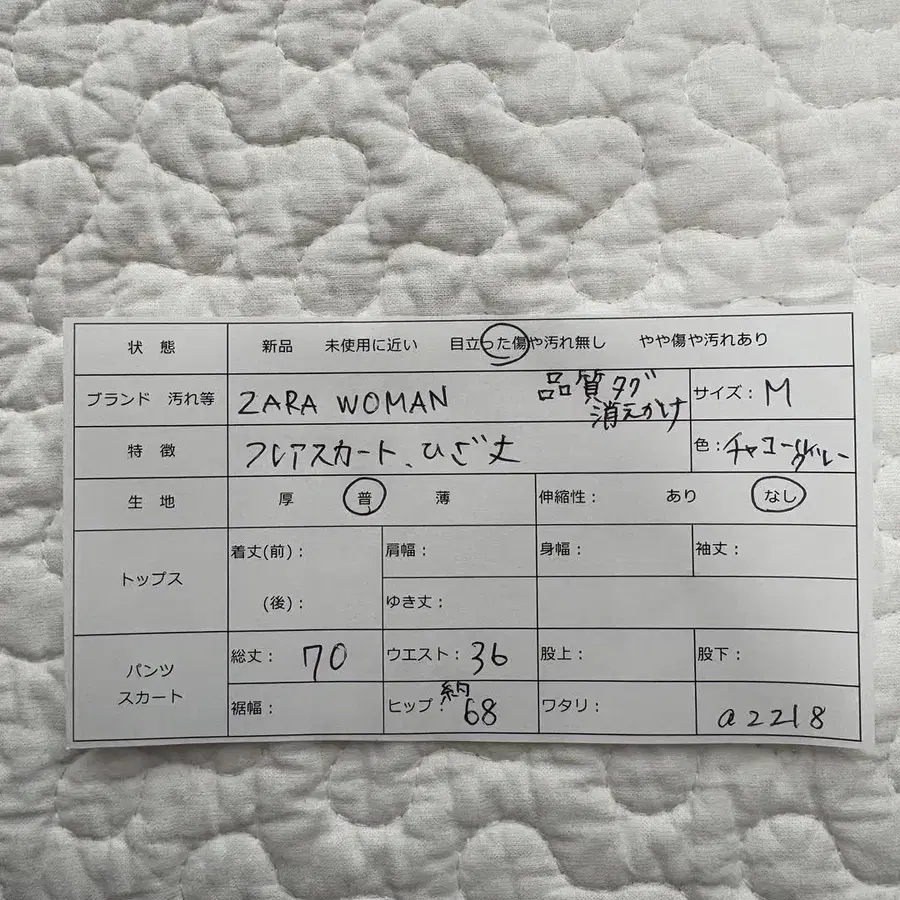 状 態 新品 未使用に近い 目立った傷や汚れ無し やや傷や汚れあり
ブランド 汚れ等 ZARA WOMAN 品質タグ 消えかけ サイズ: M
特 徴 フレアスカート、ひざ丈 色: チャコールグレー
生 地 厚 普 薄 伸縮性: あり なし
トップス 着丈(前): 肩幅: 身幅: 袖丈:
(後): ゆき丈:
パンツ スカート 総丈: 70 ウエスト: 36 股上: 股下:
裾幅: ヒップ: 約68 ワタリ: a2218